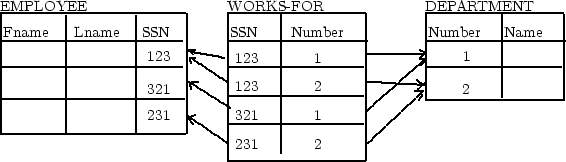 EMPLOYEE WORKS-FOR DEPARTMENT
Fname Lname SSN SSN Number Number Name
123 123 1 1
321 123 2 2
231 321 1
231 2